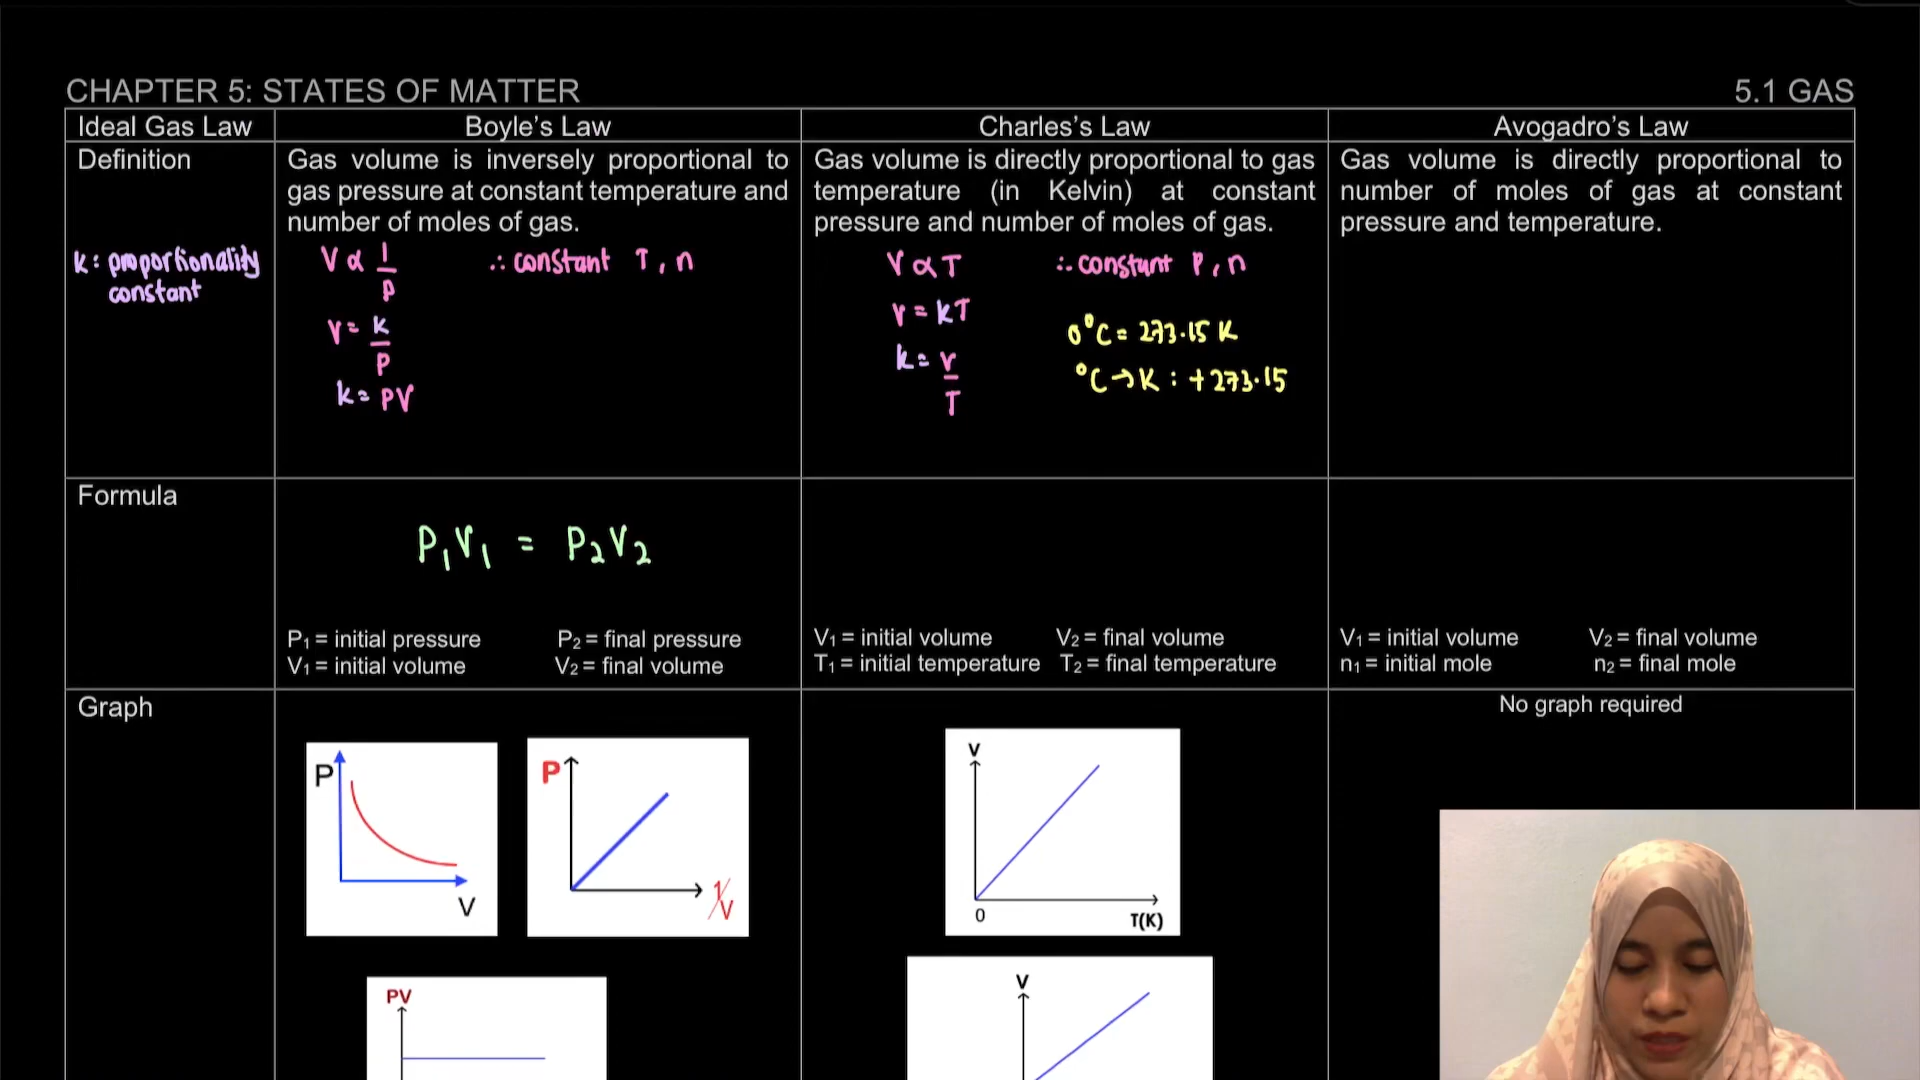 CHAPTER 5: STATES OF MATTER
5.1 GAS
Ideal Gas Law
Boyle's Law
Charles's Law
Avogadro's Law
Definition
Gas volume is inversely proportional to
gas pressure at constant temperature and
number of moles of gas.
Gas volume is directly proportional to gas
temperature (in Kelvin) at constant
pressure and number of moles of gas.
Gas volume is directly proportional to
number of moles of gas at constant
pressure and temperature.
k: proportionality
constant
V ∝ 1/P
∴ constant T, n
V = k/P
k = PV
V ∝ T
∴ constant P, n
V = kT
k = V/T
0°C = 273.15 K
°C → K : + 273.15
Formula
P₁V₁ = P₂V₂
P₁ = initial pressure
P₂ = final pressure
V₁ = initial volume
V₂ = final volume
V₁ = initial volume
V₂ = final volume
T₁ = initial temperature
T₂ = final temperature
V₁ = initial volume
V₂ = final volume
n₁ = initial mole
n₂ = final mole
Graph
No graph required
P
V
P
1/V
V
0
T(K)
PV
V